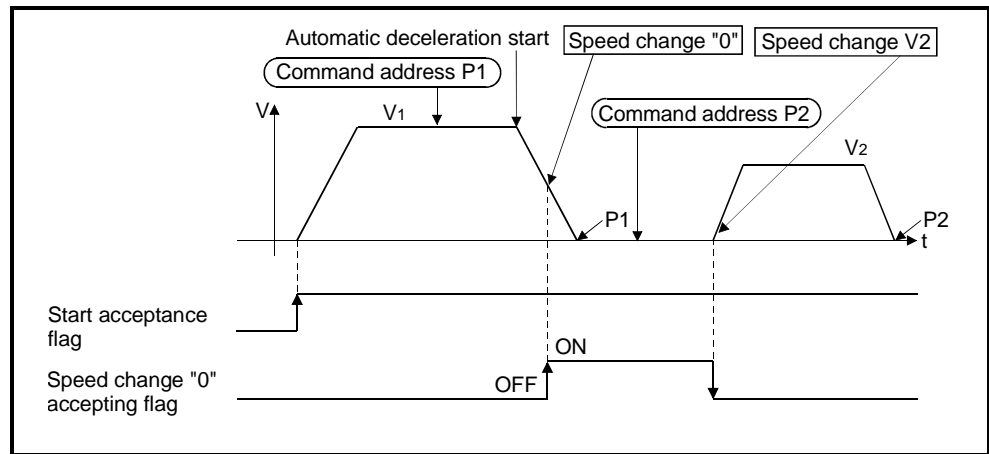 Automatic deceleration start
Speed change "0"
Speed change V2
Command address P1
V
V1
Command address P2
V2
P1
P2
t
Start acceptance
flag
ON
Speed change "0"
accepting flag
OFF